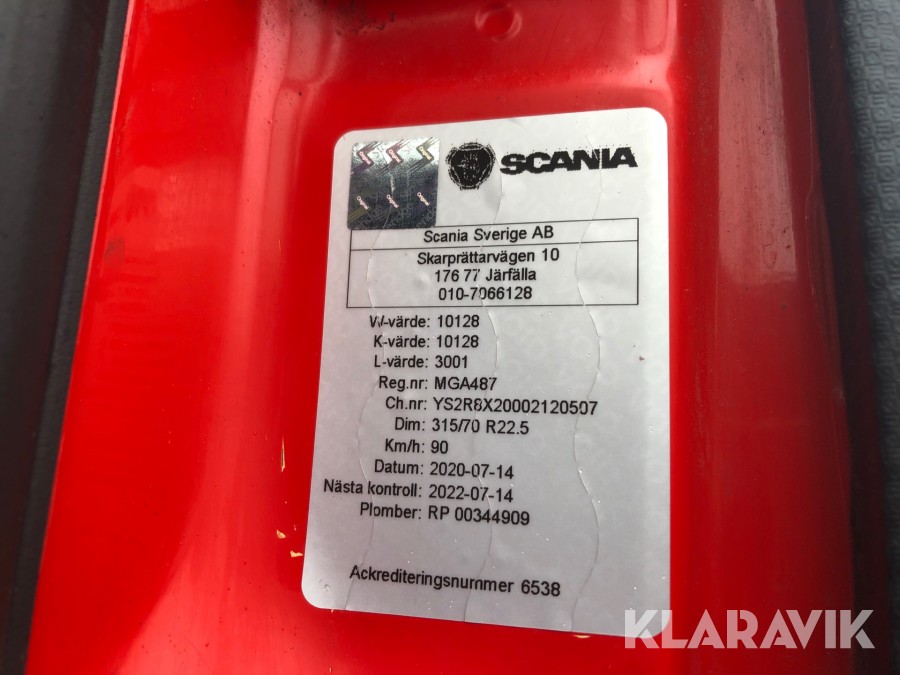 SCANIA
Scania Sverige AB
Skarprättarvägen 10
176 77 Järfälla
010-7066128
W-värde: 10128
K-värde: 10128
L-värde: 3001
Reg.nr: MGA487
Ch.nr: YS2R8X20002120507
Dim: 315/70 R22.5
Km/h: 90
Datum: 2020-07-14
Nästa kontroll: 2022-07-14
Plomber: RP 00344909
Ackrediteringsnummer 6538
KLARAVIK